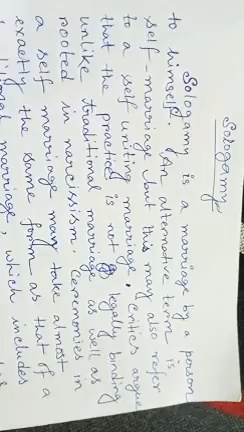 Sologamy
Sologamy is a marriage by a person
to himself. An alternative term is
self-marriage but this may also refer
to a self uniting marriage. Critics argue
that the practice is not legally binding
unlike traditional marriage as well as
rooted in narcissism. Ceremonies in
a self marriage may take almost
exactly the same form as that of a
marriage, which includes